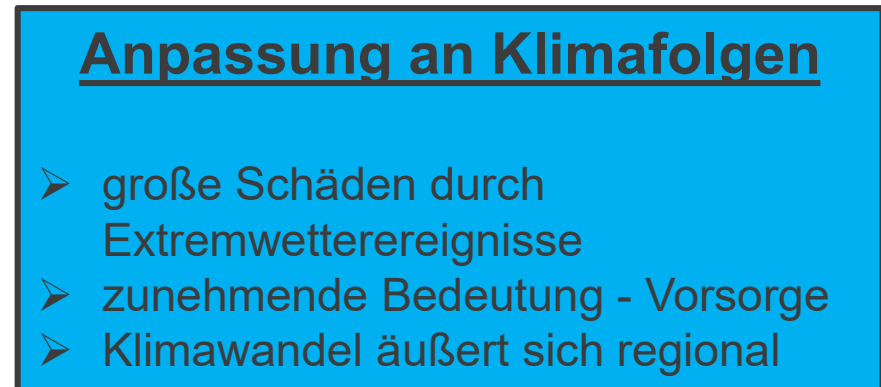 Anpassung an Klimafolgen
➢ große Schäden durch
Extremwetterereignisse
➢ zunehmende Bedeutung - Vorsorge
➢ Klimawandel äußert sich regional